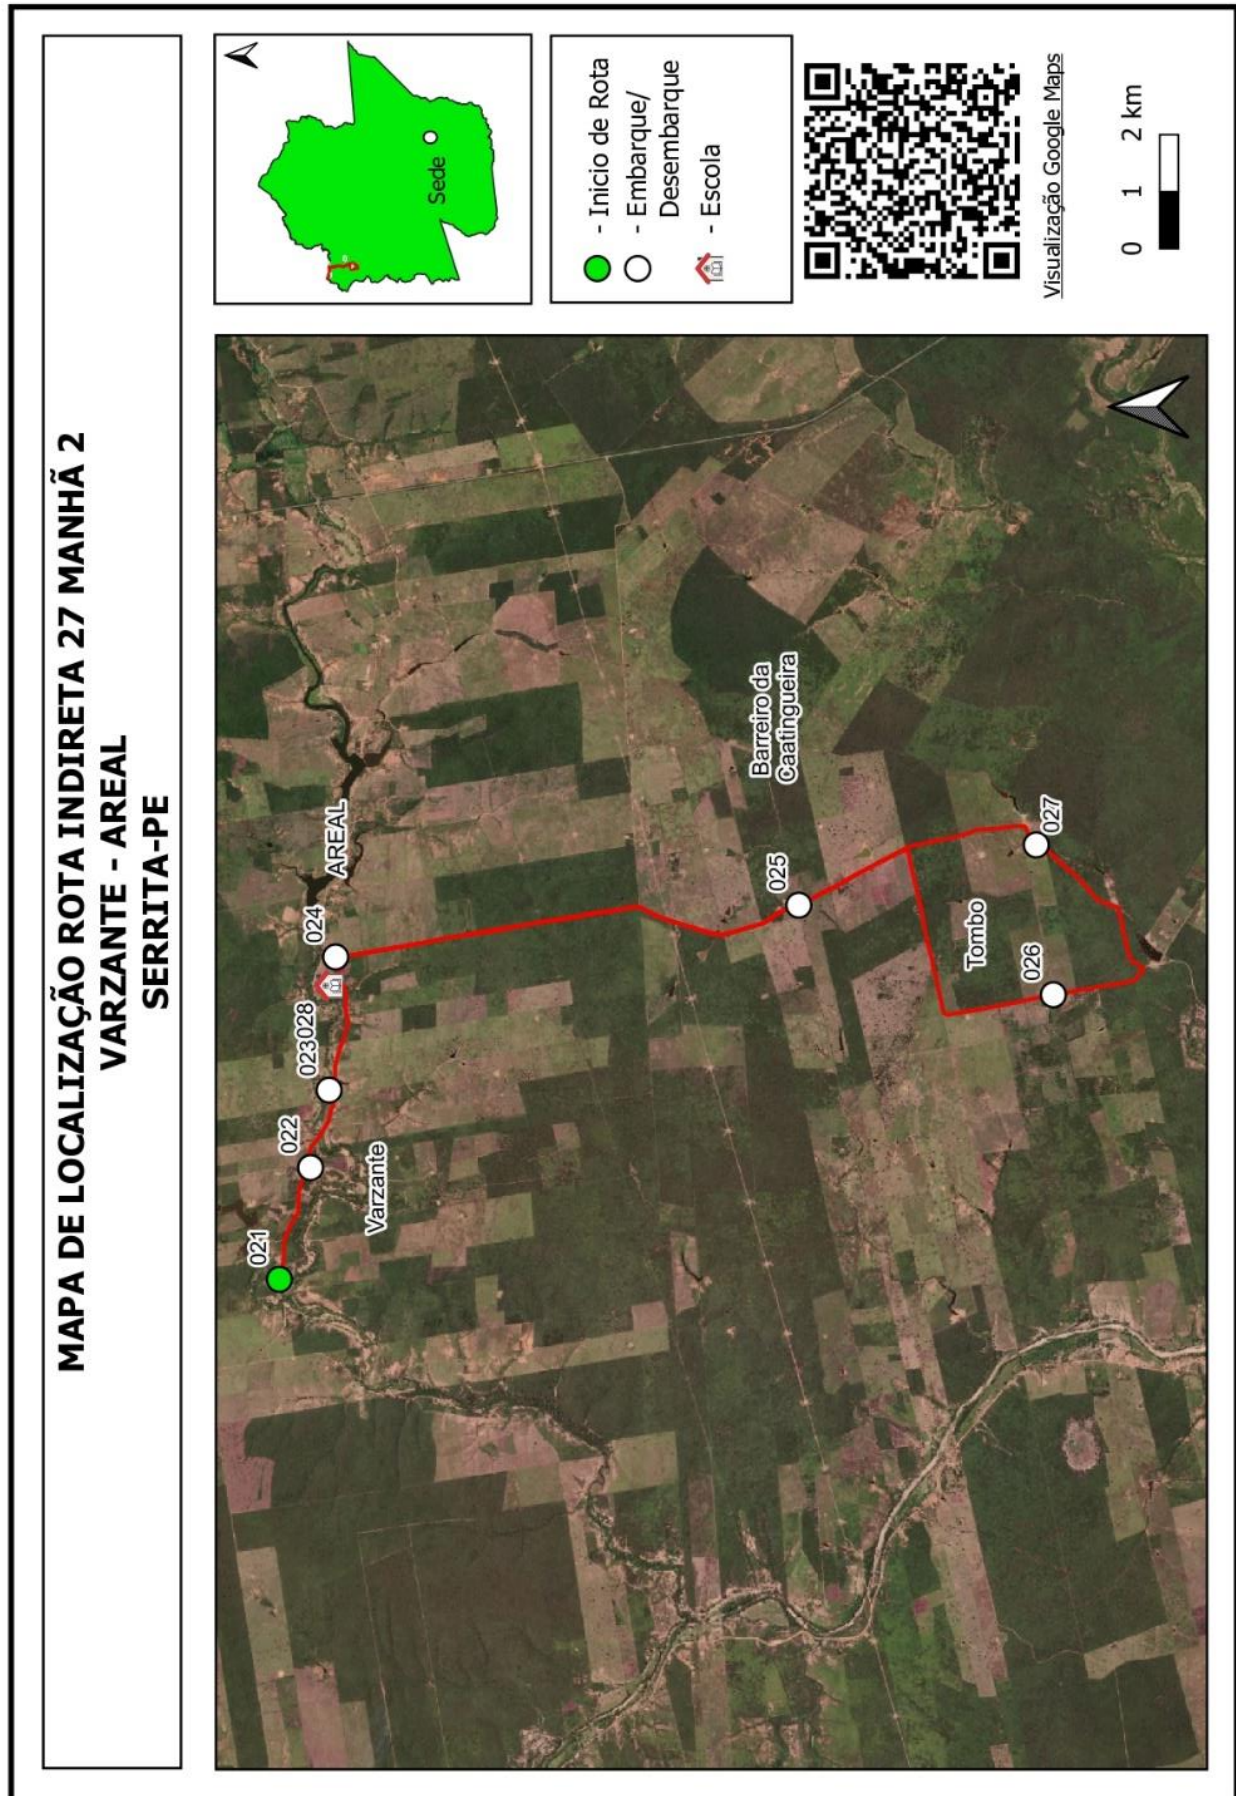 MAPA DE LOCALIZAÇÃO ROTA INDIRETA 27 MANHÃ 2
VARZANTE - AREAL
SERRITA-PE
021
022
023028
024
AREAL
Varzante
025
Barreiro da
Caatingueira
Tombo
026
027
Sede
- Inicio de Rota
- Embarque/
Desembarque
- Escola
Visualização Google Maps
0 1 2 km